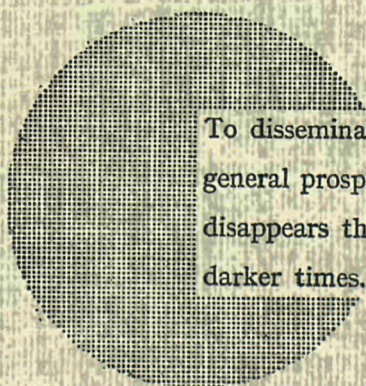 To dissemina
general prosp
disappears th
darker times.